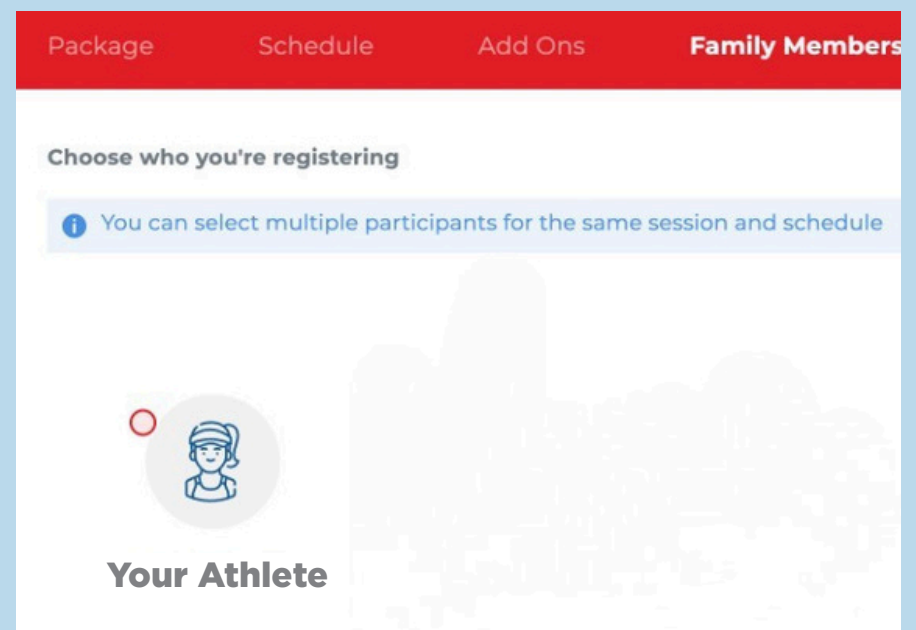 Package Schedule Add Ons Family Members
Choose who you're registering
You can select multiple participants for the same session and schedule
Your Athlete